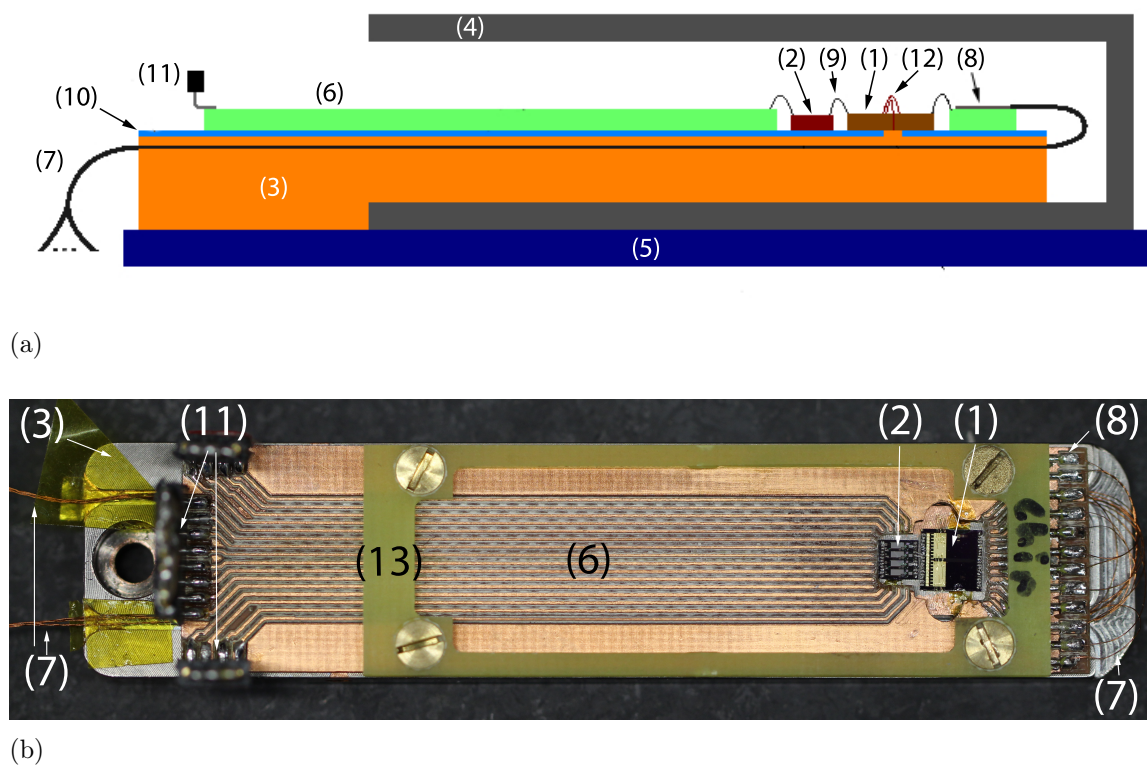 (4)
(2) (9) (1) (12) (8)
(11)
(6)
(10)
(7)
(3)
(5)
(a)
(3) (11) (2) (1) (8)
(13) (6)
(7) (7)
(b)